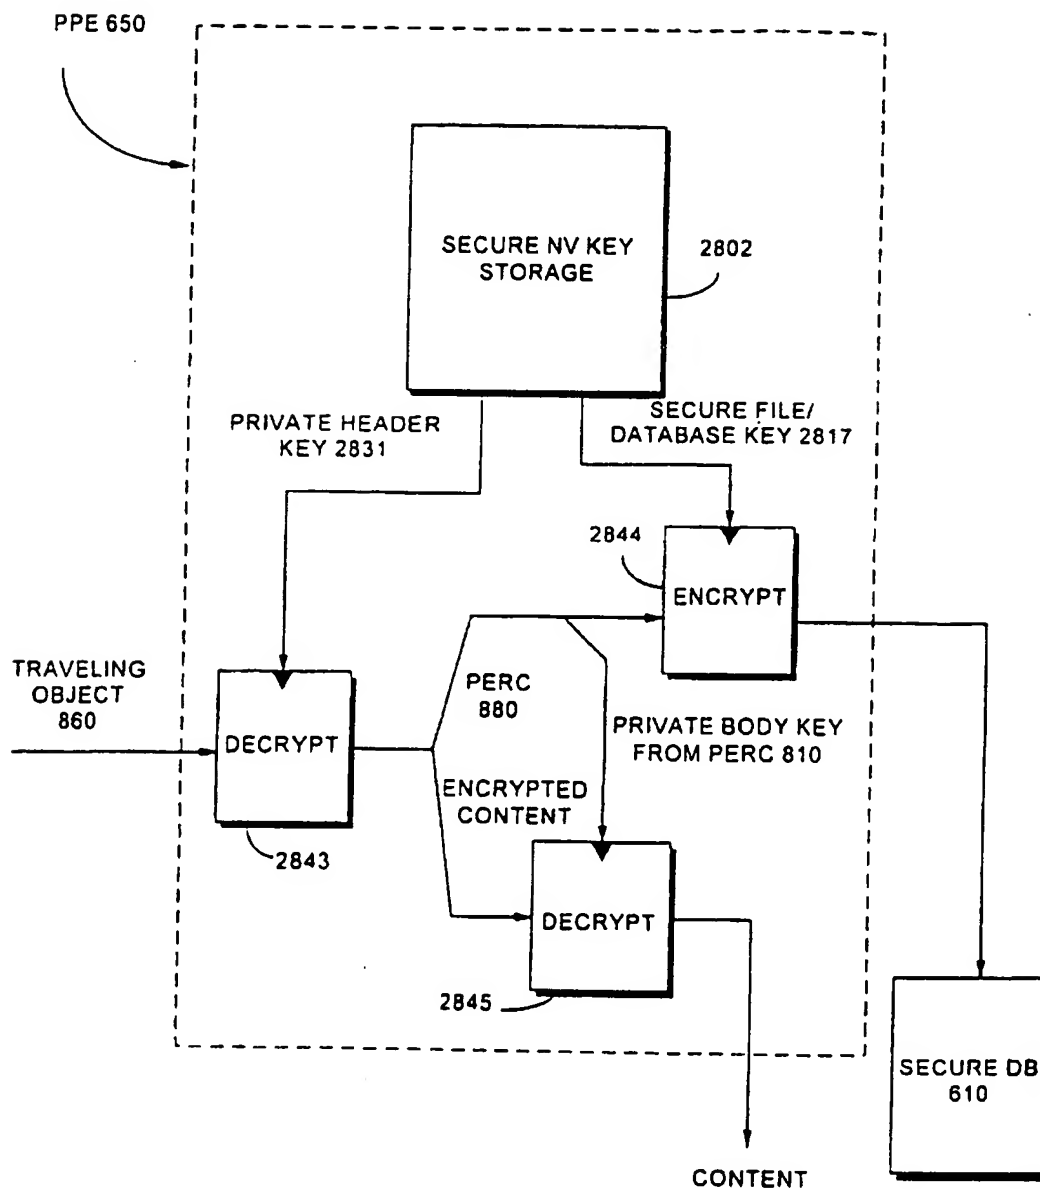 PPE 650
SECURE NV KEY
STORAGE
2802
PRIVATE HEADER
KEY 2831
SECURE FILE/
DATABASE KEY 2817
2844
ENCRYPT
TRAVELING
OBJECT
860
DECRYPT
PERC
880
PRIVATE BODY KEY
FROM PERC 810
ENCRYPTED
CONTENT
2843
DECRYPT
2845
SECURE DB
610
CONTENT